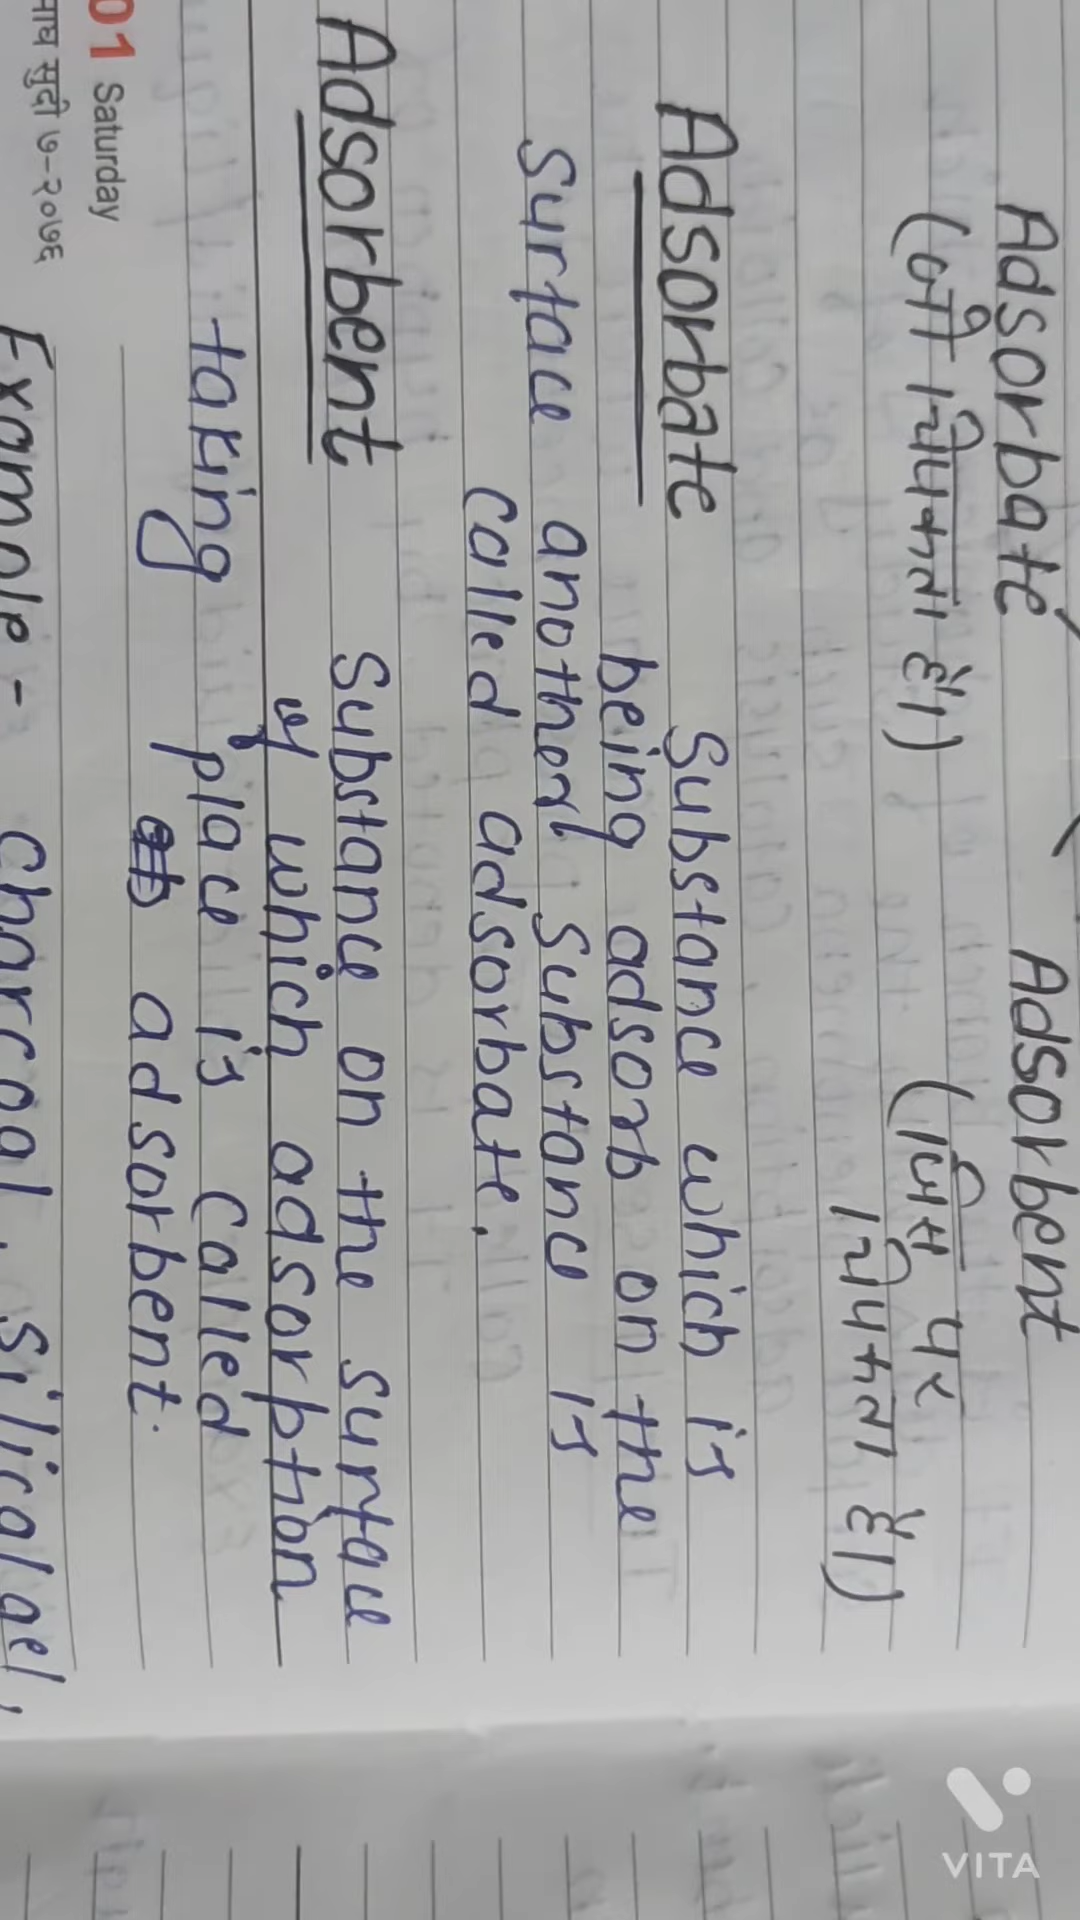 Adsorbate Adsorbent
(जो चिपकता है।) (जिस पर
चिपकता है।)
Adsorbate Substance which is
being adsorb on the
surface another substance is
called adsorbate.
Adsorbent Substance on the surface
of which adsorption
taking place is called
adsorbent.
01 Saturday
माघ सुदी ७-२०७६
Example - Charcoal, Silicalgel,
VITA